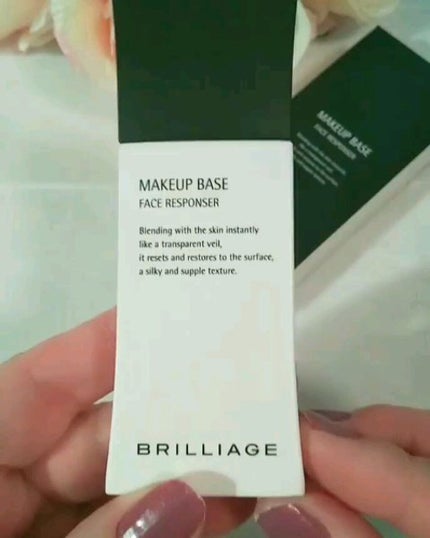 MAKEUP BASE
FACE RESPONSER
Blending with the skin instantly
like a transparent veil,
it resets and restores to the surface,
a silky and supple texture.
BRILLIAGE
MAKEUP BASE
FACE RESPONSER